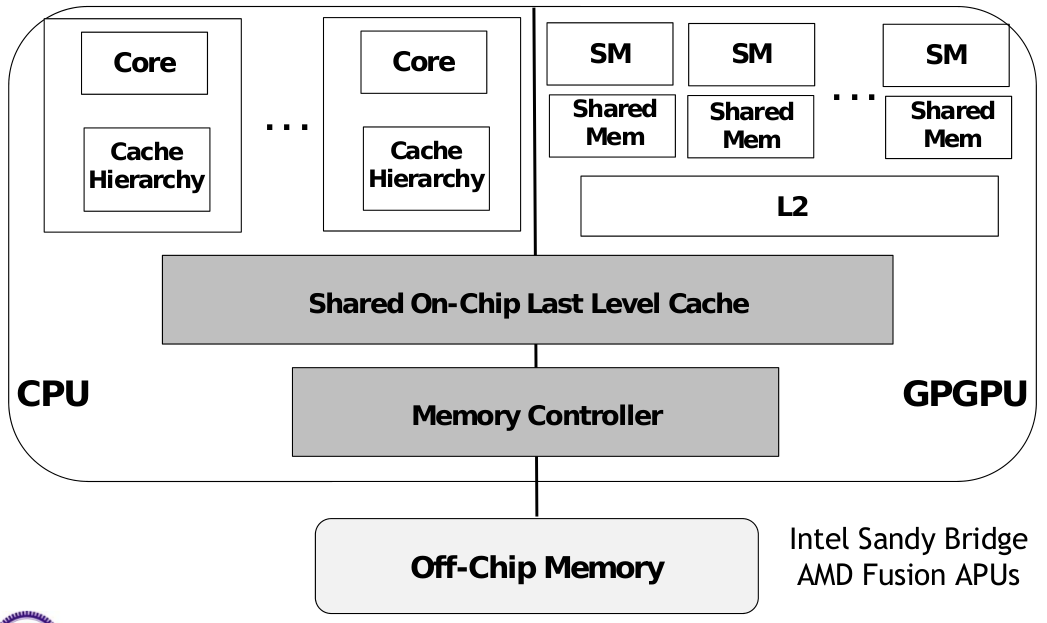 Core
Cache
Hierarchy
...
Core
Cache
Hierarchy
SM
Shared
Mem
SM
Shared
Mem
...
SM
Shared
Mem
L2
Shared On-Chip Last Level Cache
CPU
GPGPU
Memory Controller
Off-Chip Memory
Intel Sandy Bridge
AMD Fusion APUs